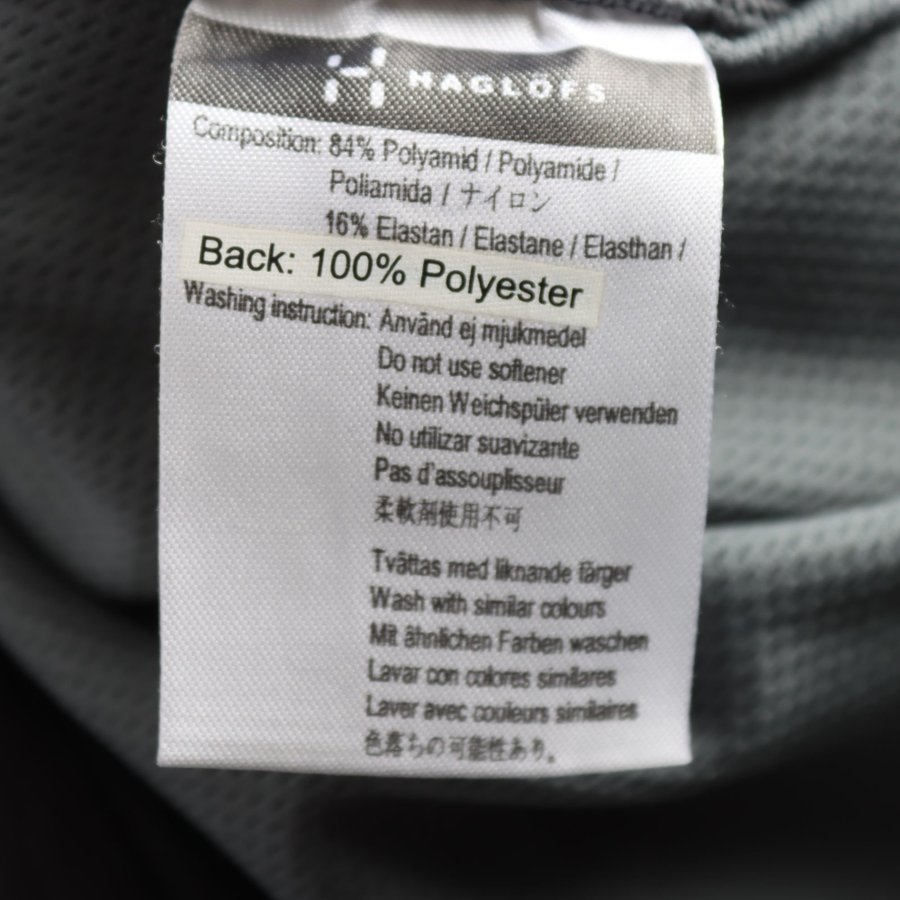 HAGLÖFS
Composition: 84% Polyamid / Polyamide /
Poliamida / ナイロン
16% Elastan / Elastane / Elasthan /
Back: 100% Polyester
Washing instruction: Använd ej mjukmedel
Do not use softener
Keinen Weichspüler verwenden
No utilizar suavizante
Pas d'assouplisseur
柔軟剤使用不可
Tvättas med liknande färger
Wash with similar colours
Mit ähnlichen Farben waschen
Lavar con colores similares
Laver avec couleurs similaires
色落ちの可能性あり。